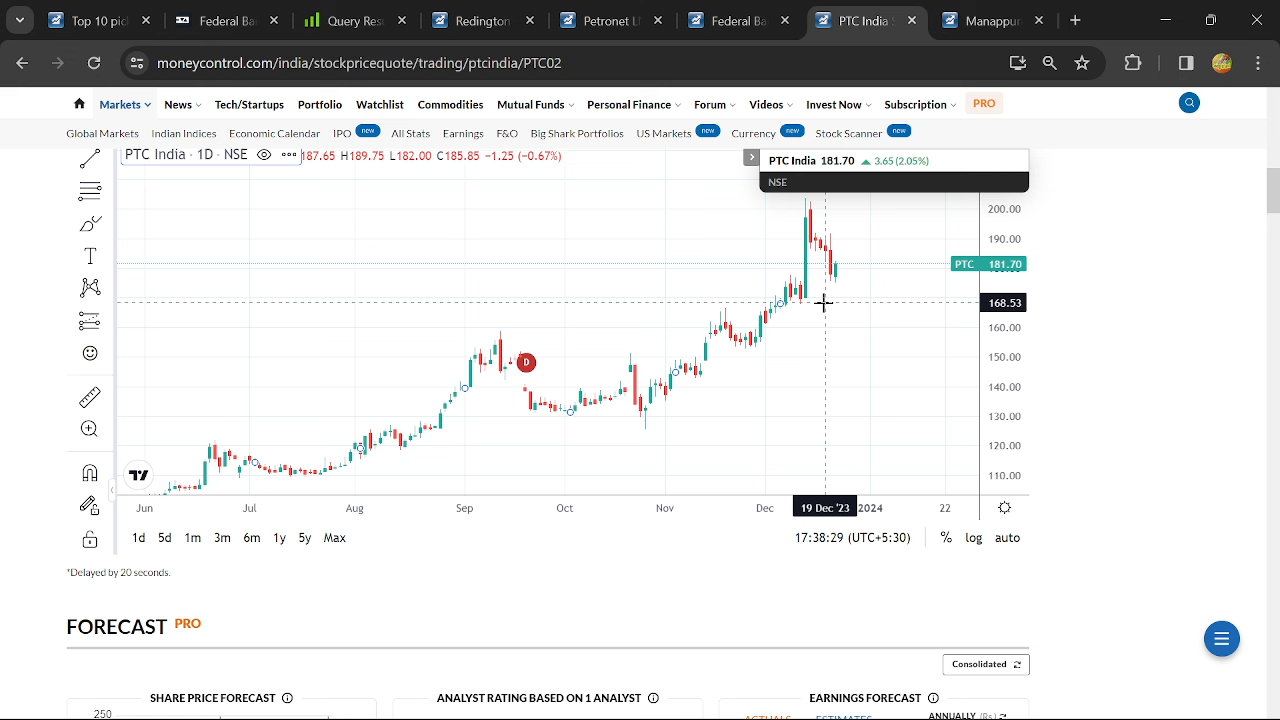 Top 10 picl
Federal Ban
Query Resu
Redington
Petronet LN
Federal Ba
PTC India S
Manappur
moneycontrol.com/india/stockpricequote/trading/ptcindia/PTC02
Markets News Tech/Startups Portfolio Watchlist Commodities Mutual Funds Personal Finance Forum Videos Invest Now Subscription PRO
Global Markets Indian Indices Economic Calendar IPO new All Stats Earnings F&O Big Shark Portfolios US Markets new Currency new Stock Scanner new
PTC India · 1D · NSE 187.65 H189.75 L182.00 C185.85 −1.25 (−0.67%)
PTC India 181.70 3.65 (2.05%)
NSE
200.00
190.00
PTC 181.70
168.53
160.00
150.00
D
140.00
130.00
120.00
110.00
Jun Jul Aug Sep Oct Nov Dec 19 Dec '23 2024 22
1d 5d 1m 3m 6m 1y 5y Max 17:38:29 (UTC+5:30) % log auto
*Delayed by 20 seconds.
FORECAST PRO
Consolidated
SHARE PRICE FORECAST ANALYST RATING BASED ON 1 ANALYST EARNINGS FORECAST
250 ACTUALS ESTIMATES ANNUALLY (Rs.)